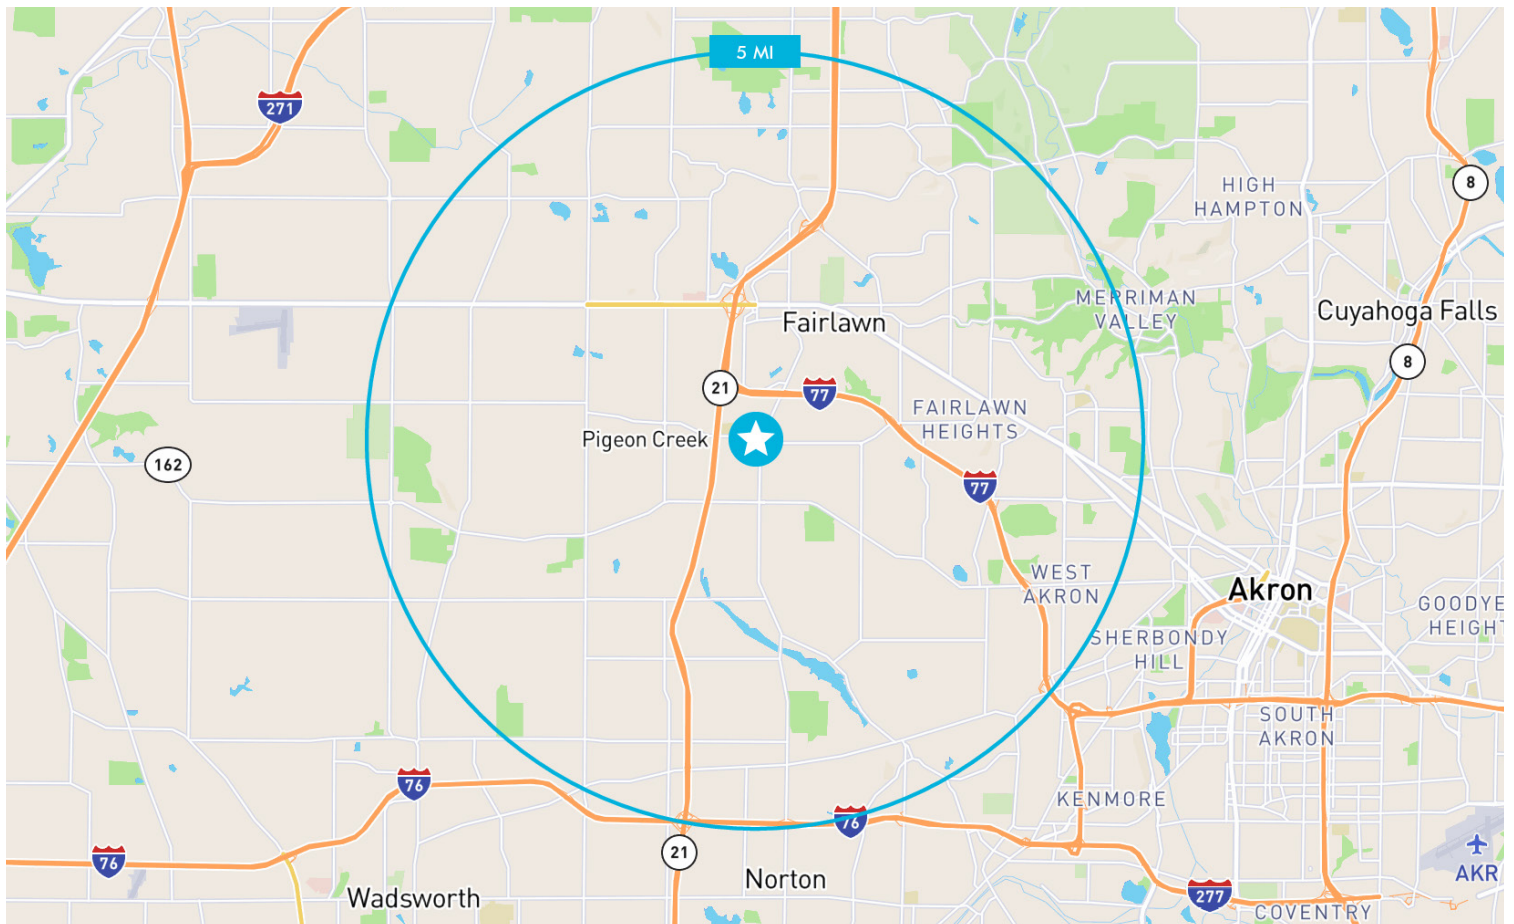 5 MI
271
8
HIGH
HAMPTON
MERRIMAN
VALLEY
Cuyahoga Falls
Fairlawn
8
21
77
FAIRLAWN
HEIGHTS
Pigeon Creek
162
77
WEST
AKRON
Akron
GOODYE
HEIGHT
SHERBONDY
HILL
SOUTH
AKRON
76
KENMORE
76
21
76
AKR
Norton
Wadsworth
277
COVENTRY